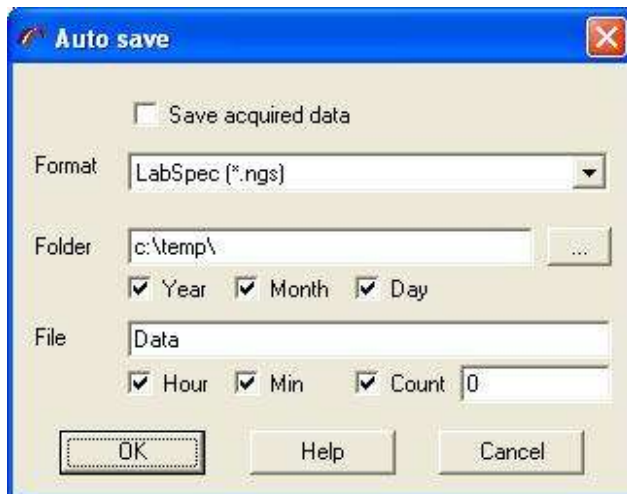 Auto save
Save acquired data
Format LabSpec (*.ngs)
Folder c:\temp\ ...
Year Month Day
File Data
Hour Min Count 0
OK Help Cancel